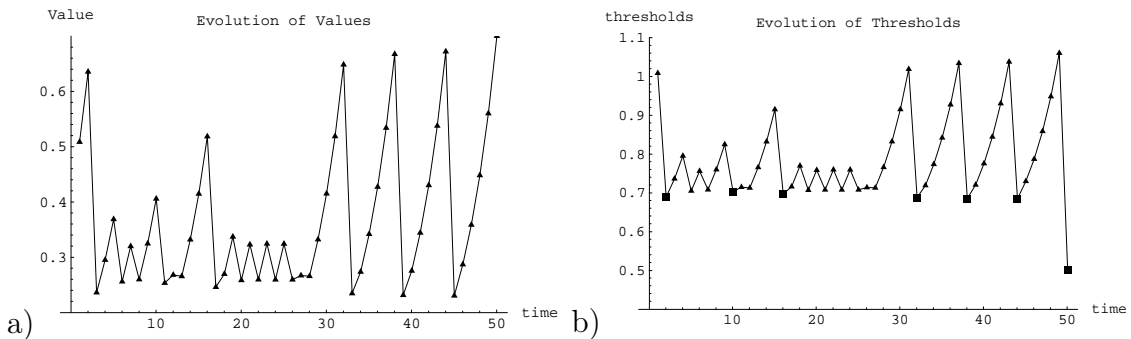 Value
Evolution of Values
0.6
0.5
0.4
0.3
10 20 30 40 50
time
a)
thresholds
Evolution of Thresholds
1.1
1
0.9
0.8
0.7
0.6
0.5
10 20 30 40 50
time
b)